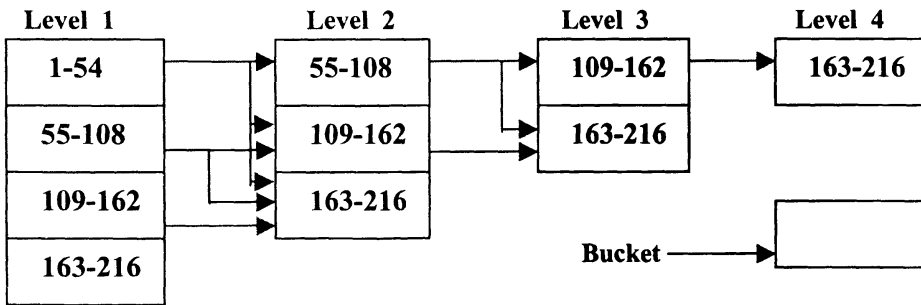 Level 1 Level 2 Level 3 Level 4
1-54 55-108 109-162 163-216
55-108 109-162 163-216
109-162 163-216
163-216
Bucket